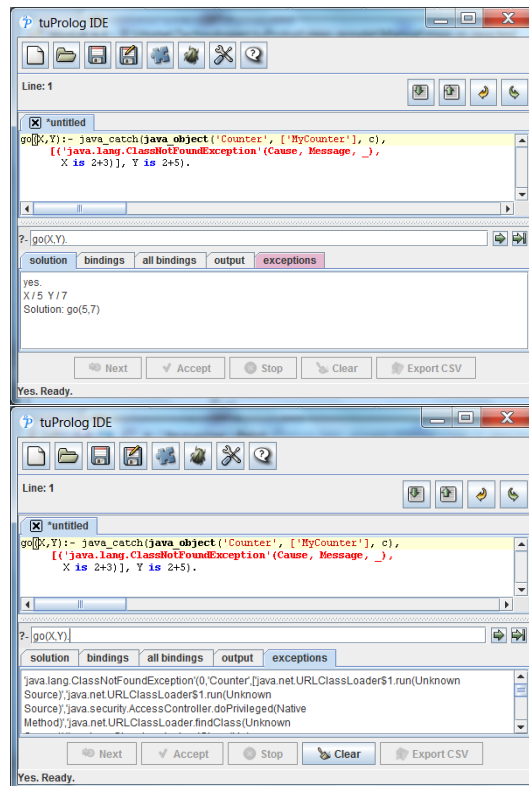 tuProlog IDE
Line: 1
*untitled
go(X,Y):- java_catch(java_object('Counter', ['MyCounter'], c),
[('java.lang.ClassNotFoundException'(Cause, Message, _),
X is 2+3)], Y is 2+5).
?- go(X,Y).
solution bindings all bindings output exceptions
yes.
X / 5 Y / 7
Solution: go(5,7)
Next Accept Stop Clear Export CSV
Yes. Ready.
tuProlog IDE
Line: 1
*untitled
go(X,Y):- java_catch(java_object('Counter', ['MyCounter'], c),
[('java.lang.ClassNotFoundException'(Cause, Message, _),
X is 2+3)], Y is 2+5).
?- go(X,Y).
solution bindings all bindings output exceptions
'java.lang.ClassNotFoundException'(0,'Counter',['java.net.URLClassLoader$1.run(Unknown
Source)','java.net.URLClassLoader$1.run(Unknown
Source)','java.security.AccessController.doPrivileged(Native
Method)','java.net.URLClassLoader.findClass(Unknown
Next Accept Stop Clear Export CSV
Yes. Ready.